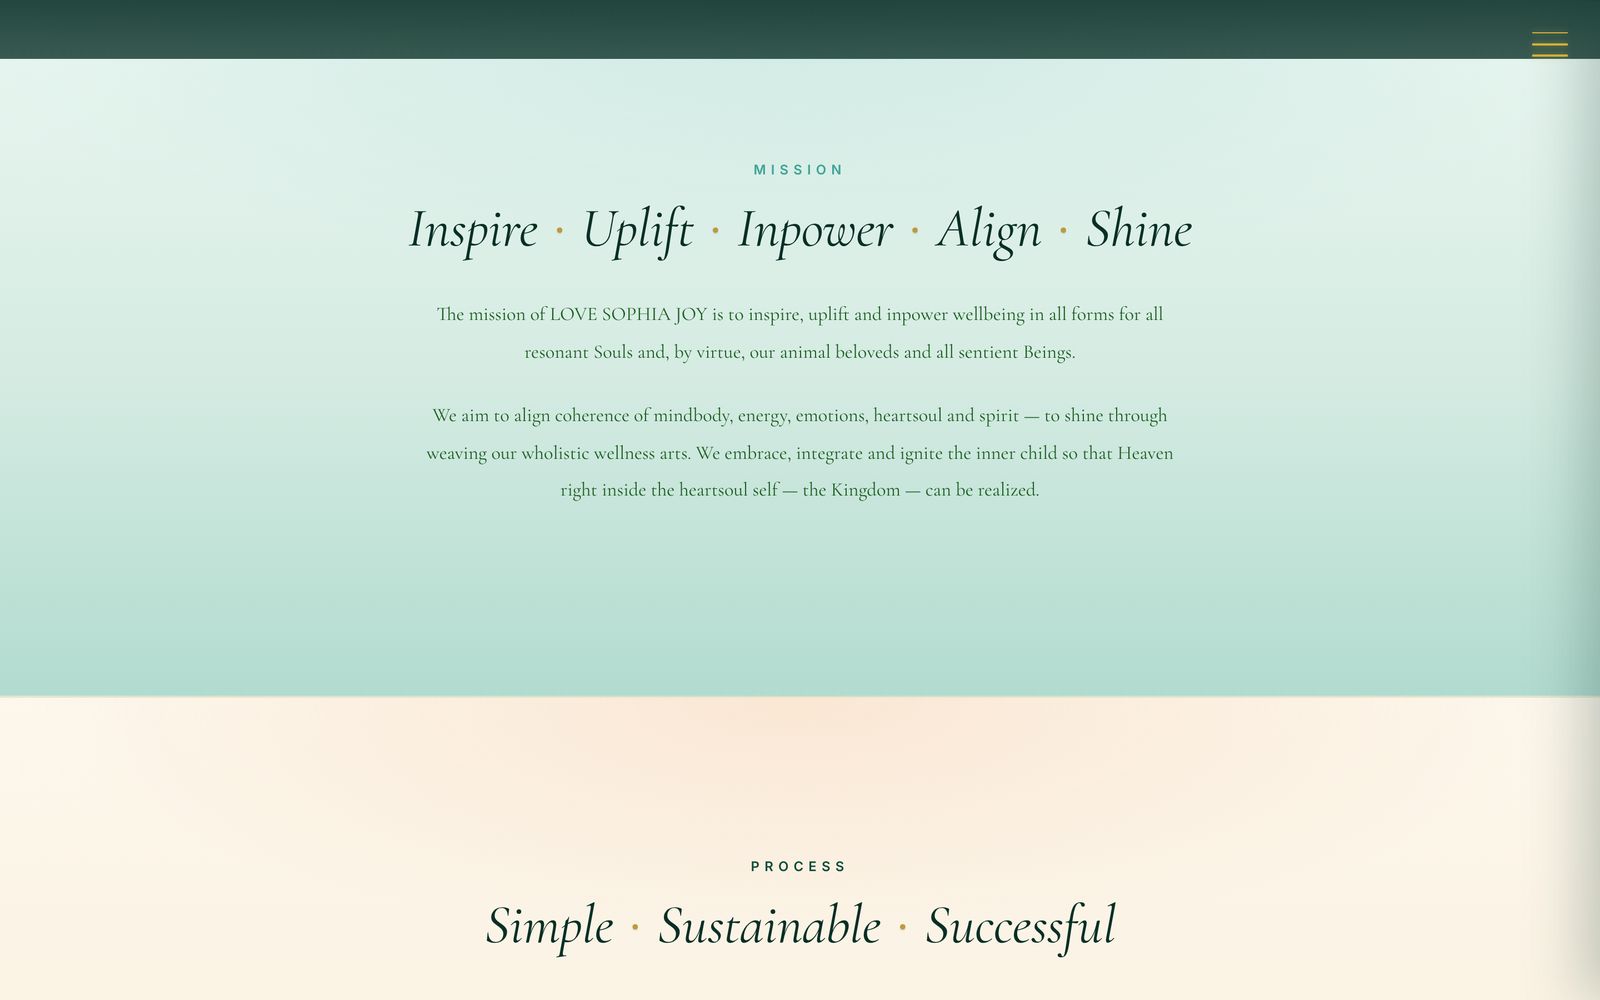 MISSION
Inspire · Uplift · Inpower · Align · Shine
The mission of LOVE SOPHIA JOY is to inspire, uplift and inpower wellbeing in all forms for all
resonant Souls and, by virtue, our animal beloveds and all sentient Beings.
We aim to align coherence of mindbody, energy, emotions, heartsoul and spirit — to shine through
weaving our wholistic wellness arts. We embrace, integrate and ignite the inner child so that Heaven
right inside the heartsoul self — the Kingdom — can be realized.
PROCESS
Simple · Sustainable · Successful